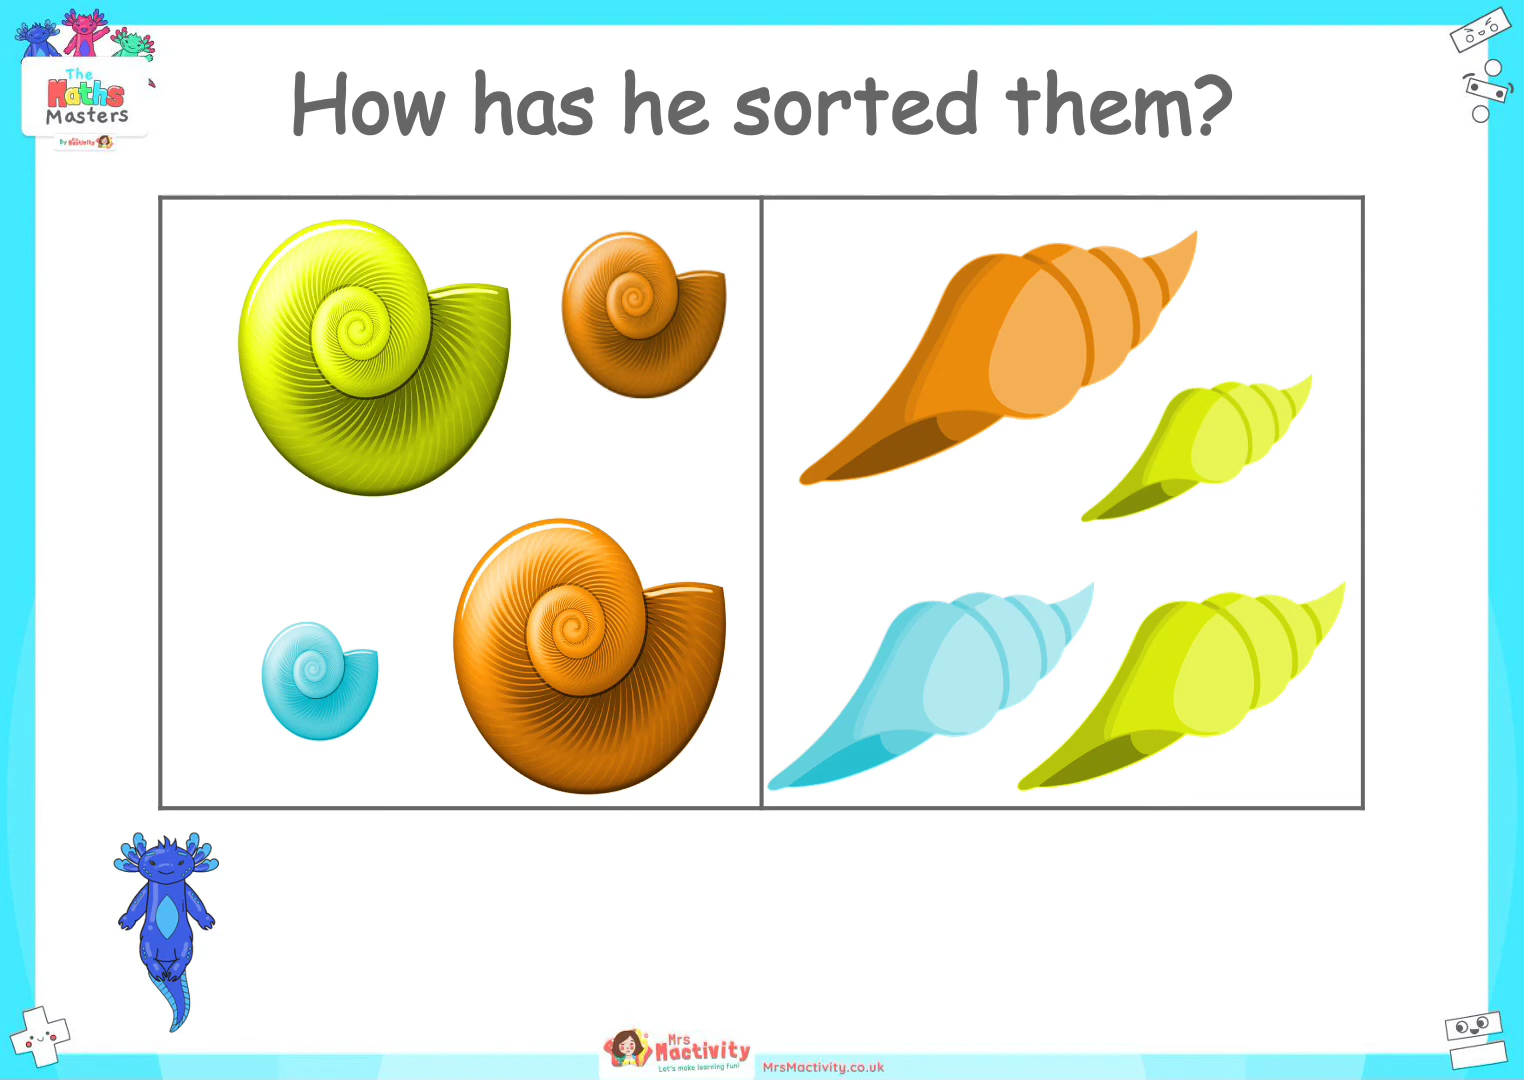 The
Maths
Masters
By Mrs Mactivity
How has he sorted them?
Mrs
Mactivity
Let's make learning fun!
MrsMactivity.co.uk